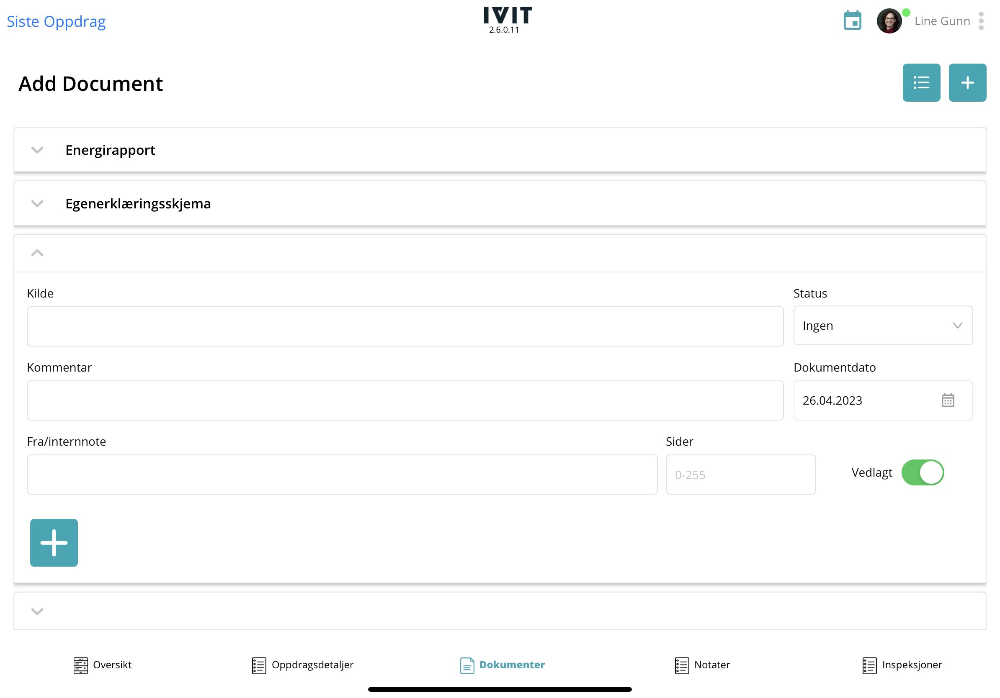 Siste Oppdrag
IVIT
2.6.0.11
Line Gunn
Add Document
Energirapport
Egenerklæringsskjema
Kilde
Status
Ingen
Kommentar
Dokumentdato
26.04.2023
Fra/internnote
Sider
0-255
Vedlagt
Oversikt
Oppdragsdetaljer
Dokumenter
Notater
Inspeksjoner